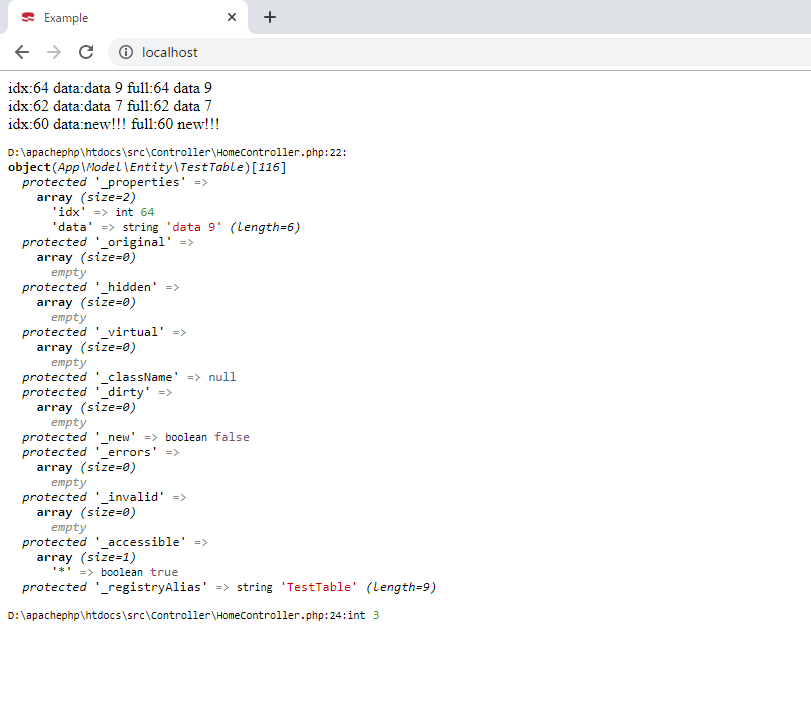 Example
localhost
idx:64 data:data 9 full:64 data 9
idx:62 data:data 7 full:62 data 7
idx:60 data:new!!! full:60 new!!!
D:\apachephp\htdocs\src\Controller\HomeController.php:22:
object(App\Model\Entity\TestTable)[116]
protected '_properties' =>
array (size=2)
'idx' => int 64
'data' => string 'data 9' (length=6)
protected '_original' =>
array (size=0)
empty
protected '_hidden' =>
array (size=0)
empty
protected '_virtual' =>
array (size=0)
empty
protected '_className' => null
protected '_dirty' =>
array (size=0)
empty
protected '_new' => boolean false
protected '_errors' =>
array (size=0)
empty
protected '_invalid' =>
array (size=0)
empty
protected '_accessible' =>
array (size=1)
'*' => boolean true
protected '_registryAlias' => string 'TestTable' (length=9)
D:\apachephp\htdocs\src\Controller\HomeController.php:24:int 3